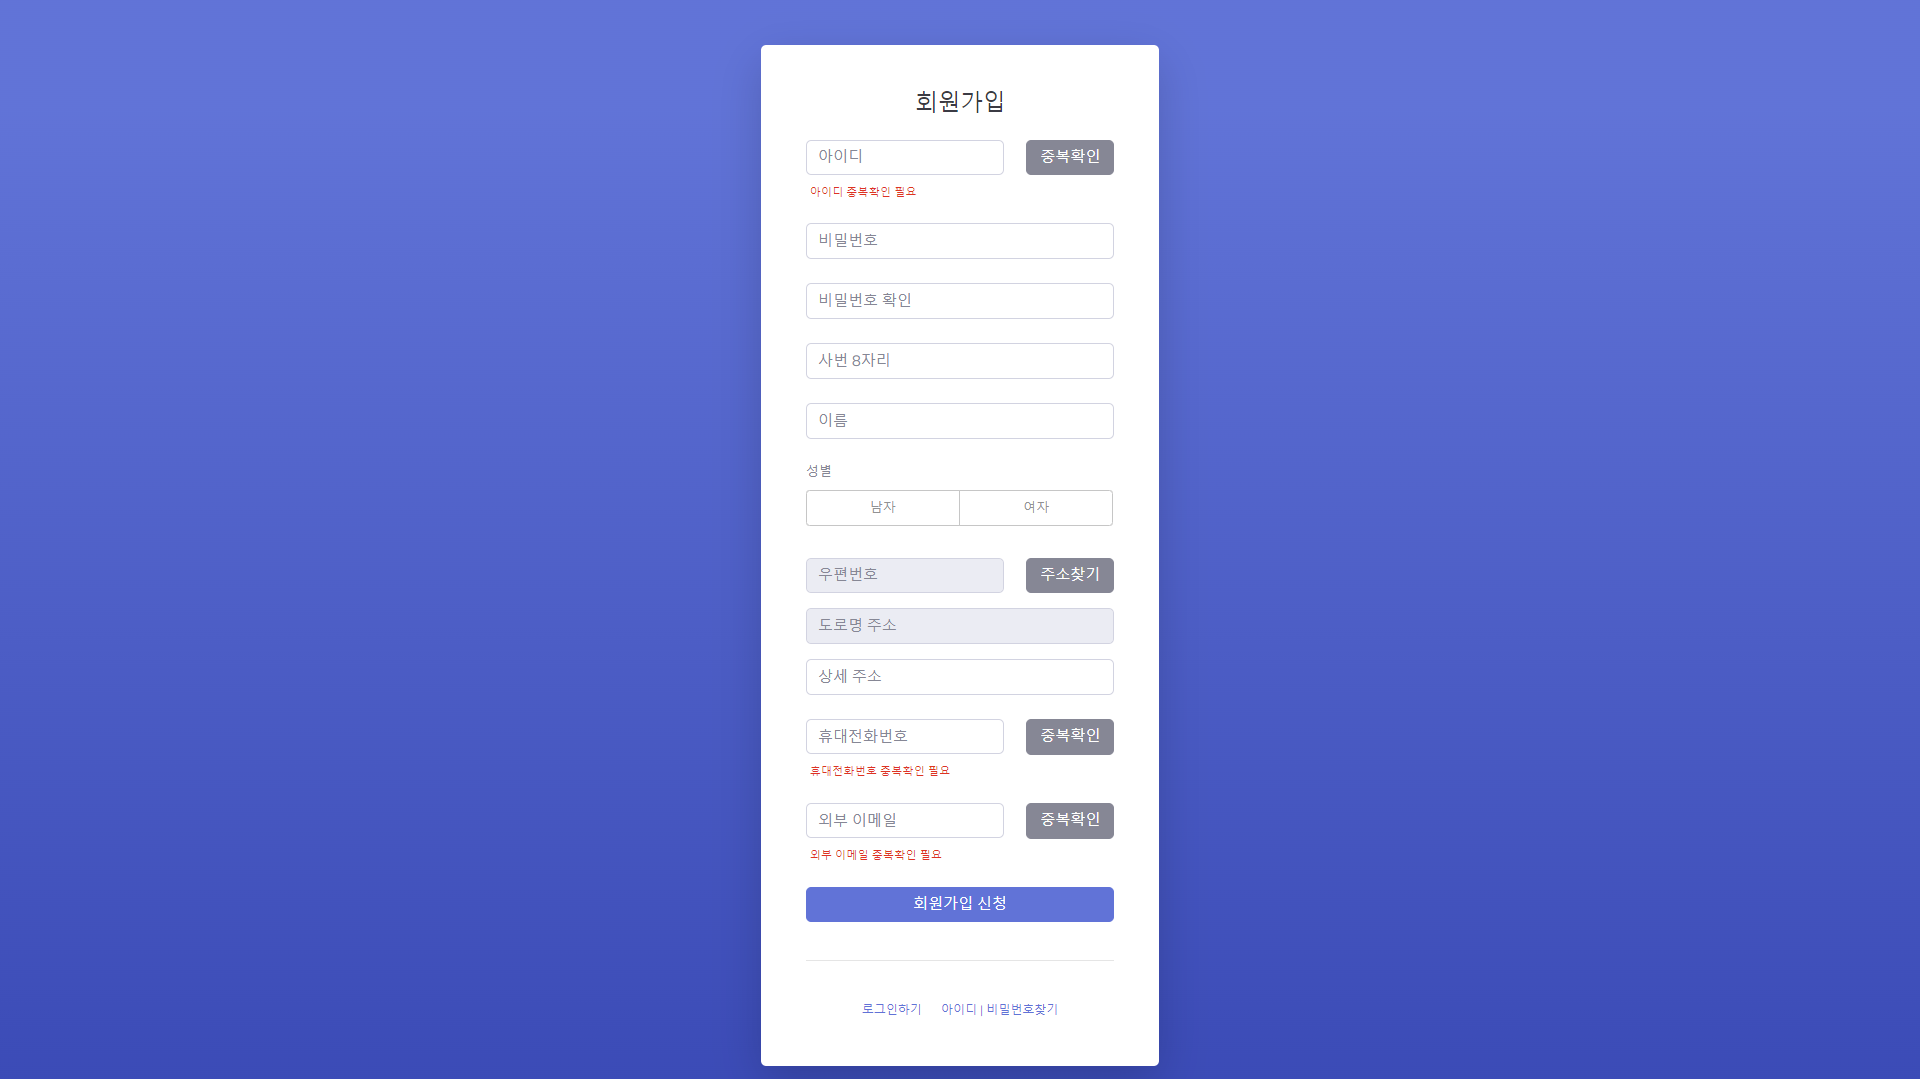 회원가입
아이디 중복확인
아이디 중복확인 필요
비밀번호
비밀번호 확인
사번 8자리
이름
성별
남자 여자
우편번호 주소찾기
도로명 주소
상세 주소
휴대전화번호 중복확인
휴대전화번호 중복확인 필요
외부 이메일 중복확인
외부 이메일 중복확인 필요
회원가입 신청
로그인하기 아이디 | 비밀번호찾기